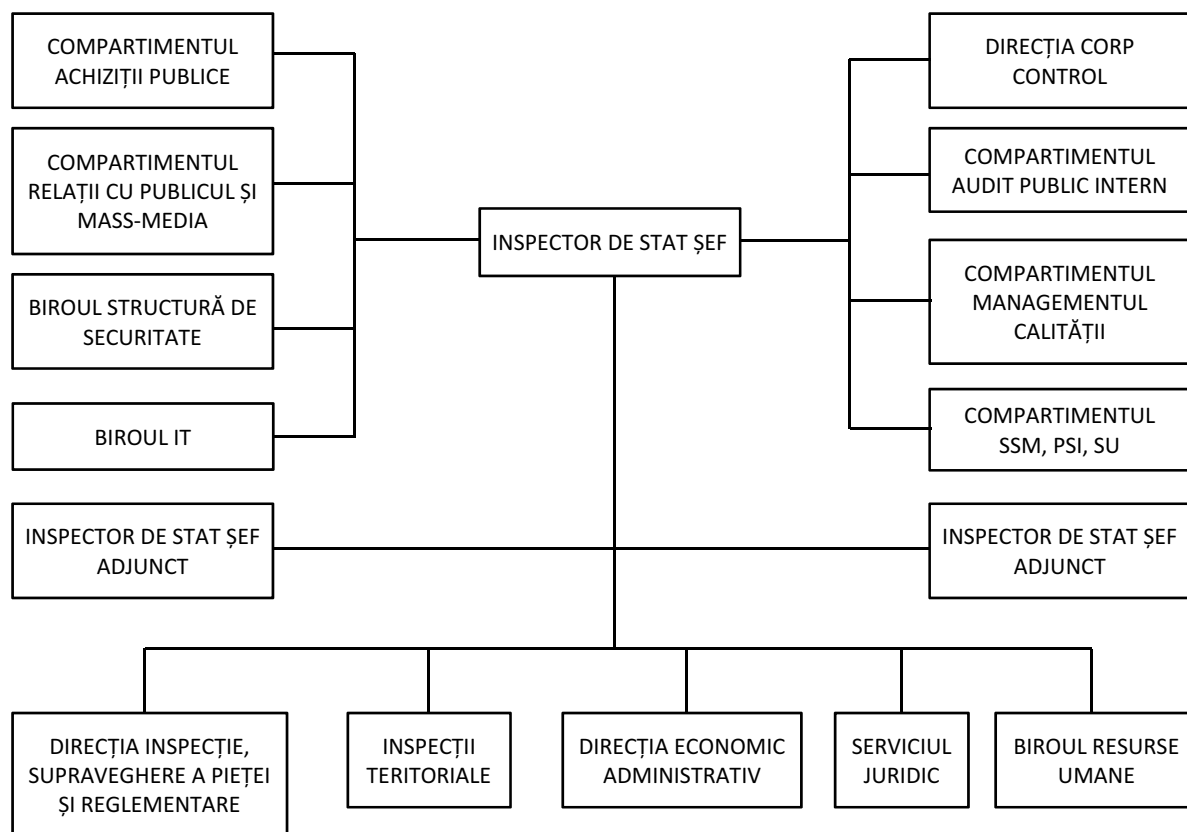 COMPARTIMENTUL
ACHIZIȚII PUBLICE
COMPARTIMENTUL
RELAȚII CU PUBLICUL ȘI
MASS-MEDIA
BIROUL STRUCTURĂ DE
SECURITATE
BIROUL IT
INSPECTOR DE STAT ȘEF
DIRECȚIA CORP
CONTROL
COMPARTIMENTUL
AUDIT PUBLIC INTERN
COMPARTIMENTUL
MANAGEMENTUL
CALITĂȚII
COMPARTIMENTUL
SSM, PSI, SU
INSPECTOR DE STAT ȘEF
ADJUNCT
INSPECTOR DE STAT ȘEF
ADJUNCT
DIRECȚIA INSPECȚIE,
SUPRAVEGHERE A PIEȚEI
ȘI REGLEMENTARE
INSPECȚII
TERITORIALE
DIRECȚIA ECONOMIC
ADMINISTRATIV
SERVICIUL
JURIDIC
BIROUL RESURSE
UMANE